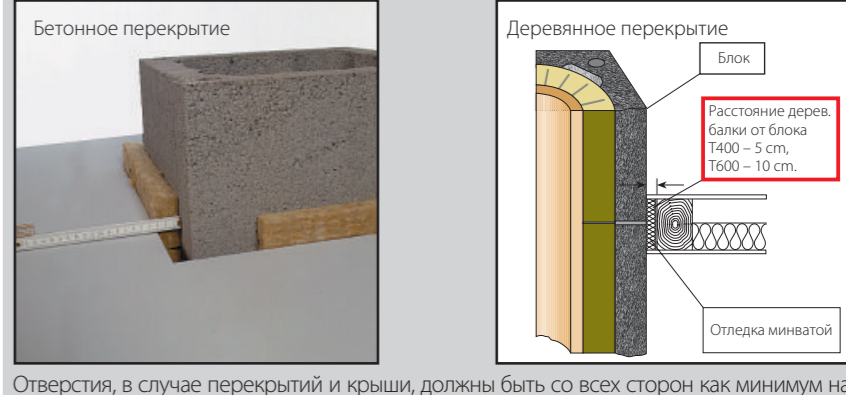 Бетонное перекрытие
Деревянное перекрытие
Блок
Расстояние дерев.
балки от блока
T400 – 5 cm,
T600 – 10 cm.
Отледка минватой
Отверстия, в случае перекрытий и крыши, должны быть со всех сторон как минимум на